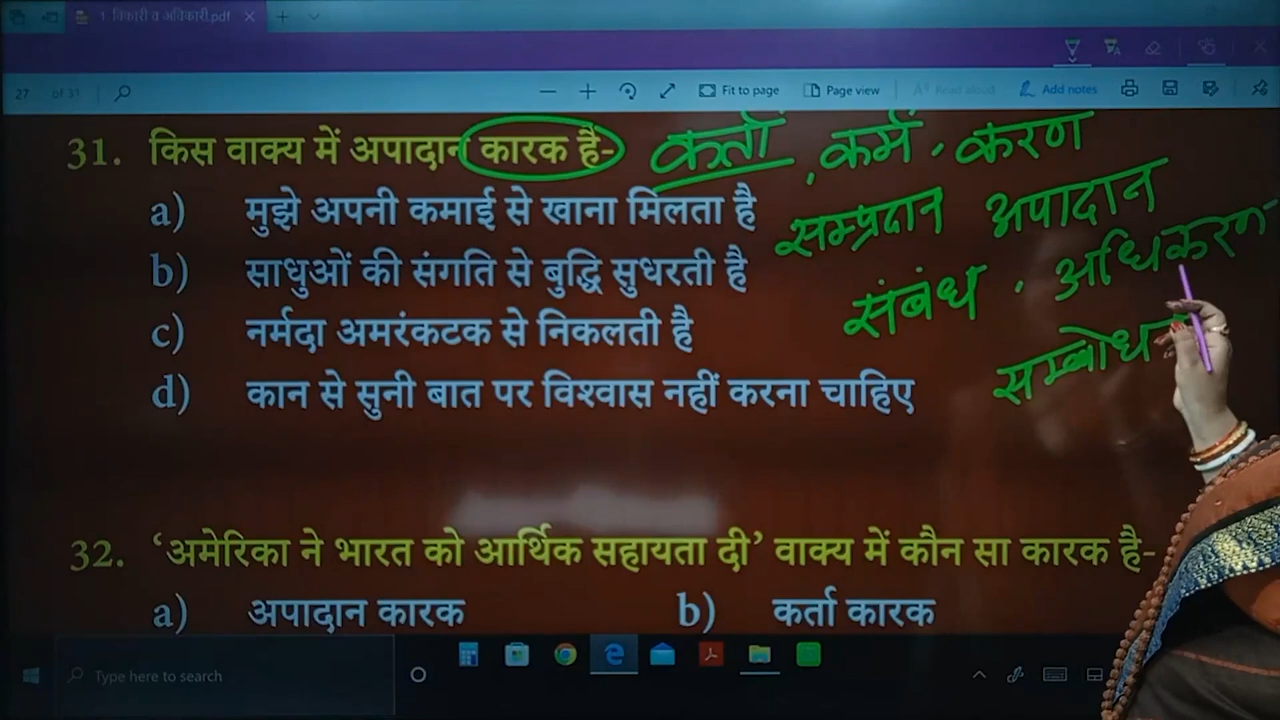 1 विकारी व अविकारी.pdf
27 of 31 Fit to page Page view Read aloud Add notes
31. किस वाक्य में अपादान कारक है- कर्ता, कर्म, करण
a) मुझे अपनी कमाई से खाना मिलता है सम्प्रदान अपादान
b) साधुओं की संगति से बुद्धि सुधरती है संबंध, अधिकरण
c) नर्मदा अमरंकटक से निकलती है सम्बोधन
d) कान से सुनी बात पर विश्वास नहीं करना चाहिए
32. ‘अमेरिका ने भारत को आर्थिक सहायता दी’ वाक्य में कौन सा कारक है-
a) अपादान कारक b) कर्ता कारक
Type here to search